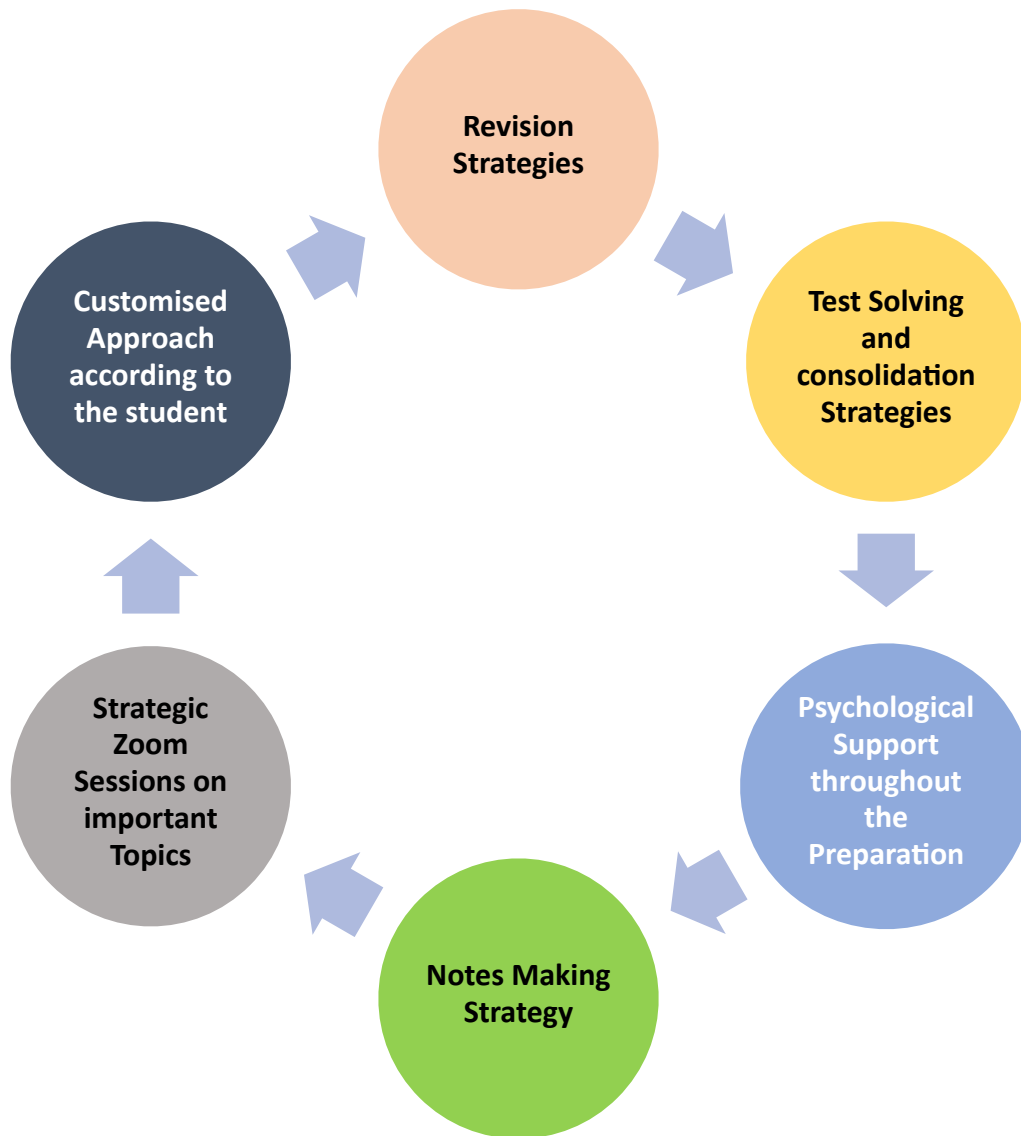 Revision
Strategies
Test Solving
and
consolidation
Strategies
Psychological
Support
throughout
the
Preparation
Notes Making
Strategy
Strategic
Zoom
Sessions on
important
Topics
Customised
Approach
according to
the student